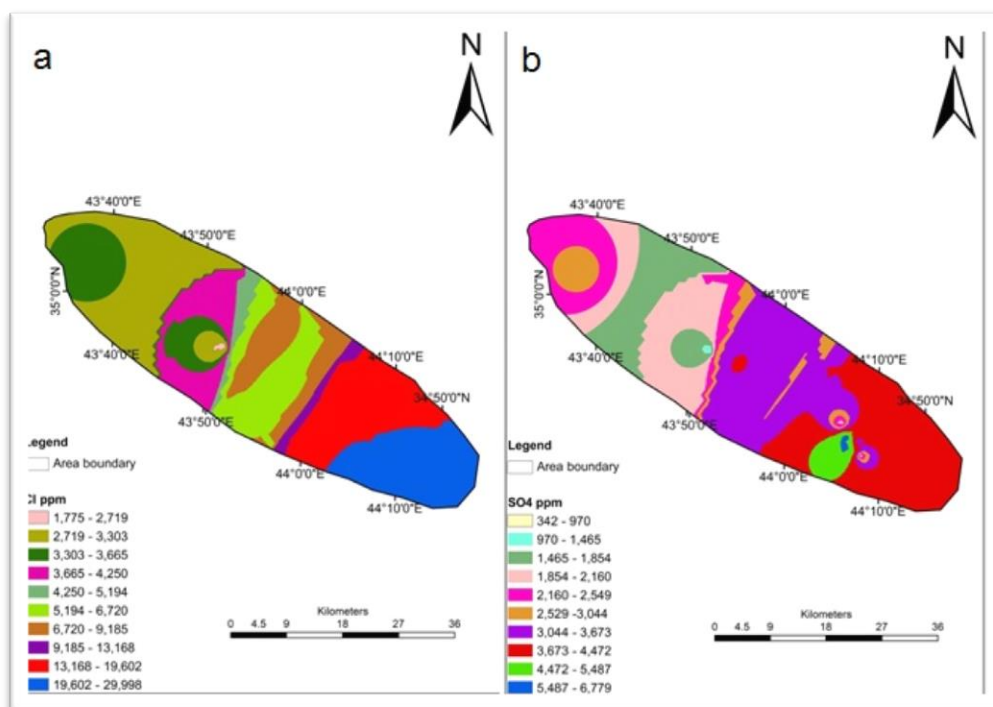 a
N
43°40'0"E
43°50'0"E
44°0'0"E
35°0'0"N
43°40'0"E
44°10'0"E
34°50'0"N
43°50'0"E
44°0'0"E
44°10'0"E
Legend
Area boundary
Cl ppm
1,775 - 2,719
2,719 - 3,303
3,303 - 3,665
3,665 - 4,250
4,250 - 5,194
5,194 - 6,720
6,720 - 9,185
9,185 - 13,168
13,168 - 19,602
19,602 - 29,998
Kilometers
0 4.5 9 18 27 36
b
N
43°40'0"E
43°50'0"E
44°0'0"E
35°0'0"N
43°40'0"E
44°10'0"E
34°50'0"N
43°50'0"E
44°0'0"E
44°10'0"E
Legend
Area boundary
SO4 ppm
342 - 970
970 - 1,465
1,465 - 1,854
1,854 - 2,160
2,160 - 2,549
2,529 -3,044
3,044 - 3,673
3,673 - 4,472
4,472 - 5,487
5,487 - 6,779
Kilometers
0 4.5 9 18 27 36